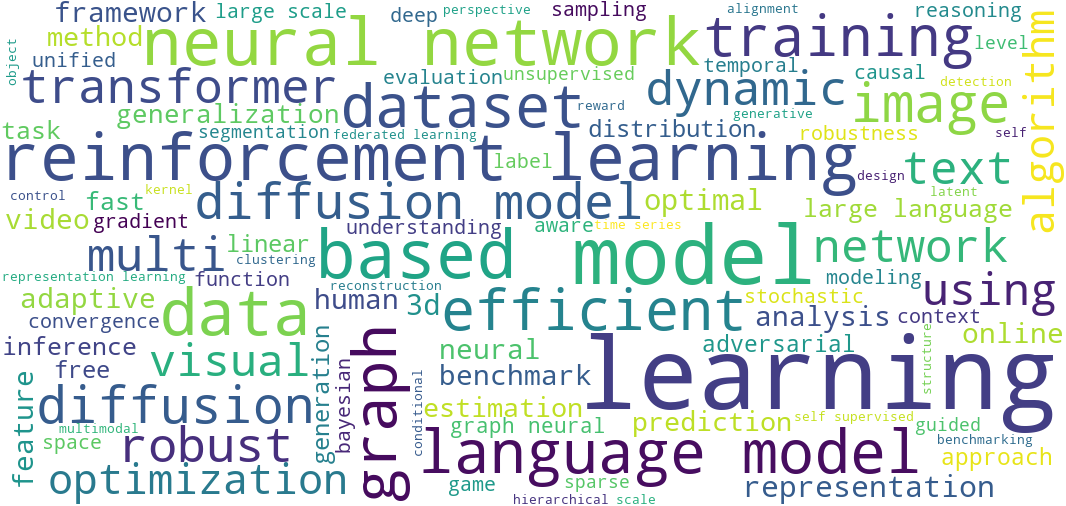 framework
large scale
deep
perspective
sampling
alignment
reasoning
method
neural network
training
level
object
unified
evaluation
unsupervised
temporal
causal
detection
algorithm
transformer
dataset
reward
dynamic
generative
image
generalization
task
segmentation
federated learning
distribution
robustness
self
reinforcement learning
label
design
text
control
kernel
fast
diffusion model
optimal
latent
large language
video
gradient
understanding
aware
time series
multi
linear
clustering
based model
network
representation learning
function
reconstruction
modeling
using
adaptive
data
human
3d
efficient
stochastic
convergence
analysis
context
online
inference
visual
generation
graph
neural
adversarial
learning
structure
free
bayesian
benchmark
feature
diffusion
conditional
estimation
prediction
self supervised
guided
multimodal
graph neural
space
robust
language model
benchmarking
approach
optimization
game
sparse
representation
hierarchical
scale